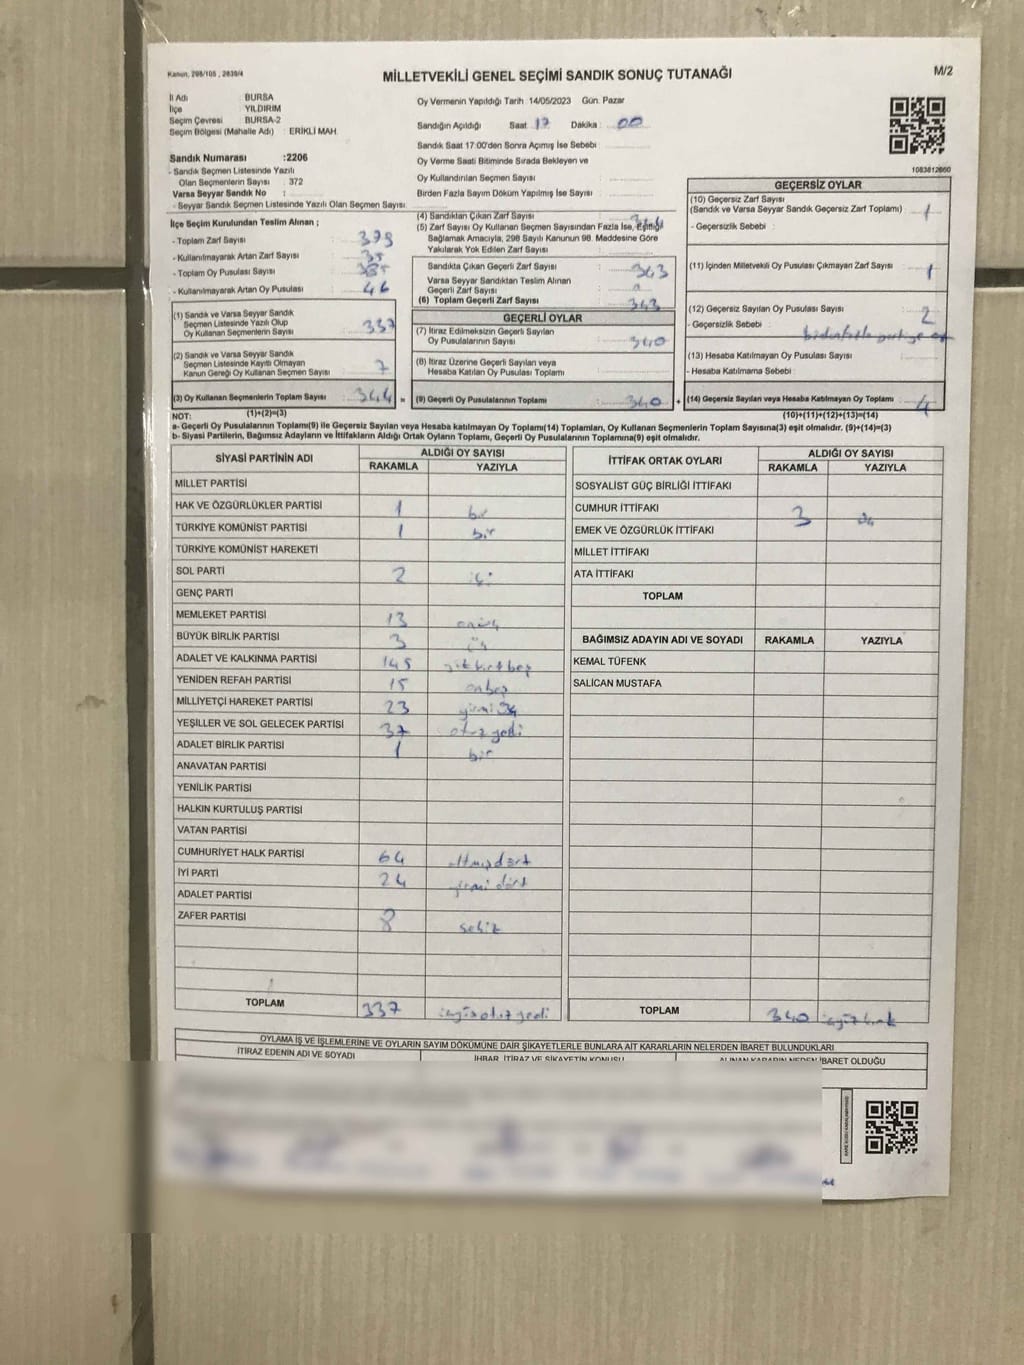 Kanun, 298/105 , 2839/4
MİLLETVEKİLİ GENEL SEÇİMİ SANDIK SONUÇ TUTANAĞI
M/2
İl Adı : BURSA
İlçe : YILDIRIM
Seçim Çevresi : BURSA-2
Seçim Bölgesi (Mahalle Adı) : ERİKLİ MAH.
Sandık Numarası :2206
- Sandık Seçmen Listesinde Yazılı
Olan Seçmenlerin Sayısı : 372
Varsa Seyyar Sandık No :
- Seyyar Sandık Seçmen Listesinde Yazılı Olan Seçmen Sayısı
Oy Vermenin Yapıldığı Tarih :14/05/2023 Gün: Pazar
Sandığın Açıldığı Saat : 17 Dakika : 00
Sandık Saat 17:00'den Sonra Açımış İse Sebebi :
Oy Verme Saati Bitiminde Sırada Bekleyen ve
Oy Kullandırılan Seçmen Sayısı :
Birden Fazla Sayım Döküm Yapılmış İse Sayısı :
1083812660
İlçe Seçim Kurulundan Teslim Alınan ;
- Toplam Zarf Sayısı : 379
- Kullanılmayarak Artan Zarf Sayısı : 35
- Toplam Oy Pusulası Sayısı :
- Kullanılmayarak Artan Oy Pusulası : 46
(1) Sandık ve Varsa Seyyar Sandık
Seçmen Listesinde Yazılı Olup
Oy Kullanan Seçmenlerin Sayısı : 337
(2) Sandık ve Varsa Seyyar Sandık
Seçmen Listesinde Kayıtlı Olmayan
Kanun Gereği Oy Kullanan Seçmen Sayısı : 7
(3) Oy Kullanan Seçmenlerin Toplam Sayısı : 344 =
(4) Sandıktan Çıkan Zarf Sayısı :
(5) Zarf Sayısı Oy Kullanan Seçmen Sayısından Fazla İse, Eşitliği
Sağlamak Amacıyla, 298 Sayılı Kanunun 98. Maddesine Göre
Yakılarak Yok Edilen Zarf Sayısı
Sandıkta Çıkan Geçerli Zarf Sayısı : 343
Varsa Seyyar Sandıktan Teslim Alınan
Geçerli Zarf Sayısı :
(6) Toplam Geçerli Zarf Sayısı : 343
GEÇERLİ OYLAR
(7) İtiraz Edilmeksizin Geçerli Sayılan
Oy Pusulalarının Sayısı : 340
(8) İtiraz Üzerine Geçerli Sayılan veya
Hesaba Katılan Oy Pusulası Toplamı :
(9) Geçerli Oy Pusulalarının Toplamı : 340 +
GEÇERSİZ OYLAR
(10) Geçersiz Zarf Sayısı
(Sandık ve Varsa Seyyar Sandık Geçersiz Zarf Toplamı) : 1
- Geçersizlik Sebebi :
(11) İçinden Milletvekili Oy Pusulası Çıkmayan Zarf Sayısı : 1
(12) Geçersiz Sayılan Oy Pusulası Sayısı : 2
- Geçersizlik Sebebi : birden fazla partiye oy
(13) Hesaba Katılmayan Oy Pusulası Sayısı :
- Hesaba Katılmama Sebebi :
(14) Geçersiz Sayılan veya Hesaba Katılmayan Oy Toplamı : 4
NOT: (1)+(2)=(3) (10)+(11)+(12)+(13)=(14)
a- Geçerli Oy Pusulalarının Toplamı(9) ile Geçersiz Sayılan veya Hesaba katılmayan Oy Toplamı(14) Toplamları, Oy Kullanan Seçmenlerin Toplam Sayısına(3) eşit olmalıdır. (9)+(14)=(3)
b- Siyasi Partilerin, Bağımsız Adayların ve İttifakların Aldığı Ortak Oyların Toplamı, Geçerli Oy Pusulalarının Toplamına(9) eşit olmalıdır.
SİYASİ PARTİNİN ADI ALDIĞI OY SAYISI
RAKAMLA YAZIYLA
MİLLET PARTİSİ
HAK VE ÖZGÜRLÜKLER PARTİSİ 1 bir
TÜRKİYE KOMÜNİST PARTİSİ 1 bir
TÜRKİYE KOMÜNİST HAREKETİ
SOL PARTİ 2 iki
GENÇ PARTİ
MEMLEKET PARTİSİ 13 onüç
BÜYÜK BİRLİK PARTİSİ 3 üç
ADALET VE KALKINMA PARTİSİ 145 yüzkırkbeş
YENİDEN REFAH PARTİSİ 15 onbeş
MİLLİYETÇİ HAREKET PARTİSİ 23 yirmi üç
YEŞİLLER VE SOL GELECEK PARTİSİ 37 otuz yedi
ADALET BİRLİK PARTİSİ 1 bir
ANAVATAN PARTİSİ
YENİLİK PARTİSİ
HALKIN KURTULUŞ PARTİSİ
VATAN PARTİSİ
CUMHURİYET HALK PARTİSİ 64 altmışdört
İYİ PARTİ 24 yirmi dört
ADALET PARTİSİ
ZAFER PARTİSİ 8 sekiz
TOPLAM 337 üçyüzotuzyedi
İTTİFAK ORTAK OYLARI ALDIĞI OY SAYISI
RAKAMLA YAZIYLA
SOSYALİST GÜÇ BİRLİĞİ İTTİFAKI
CUMHUR İTTİFAKI 3 üç
EMEK VE ÖZGÜRLÜK İTTİFAKI
MİLLET İTTİFAKI
ATA İTTİFAKI
TOPLAM
BAĞIMSIZ ADAYIN ADI VE SOYADI RAKAMLA YAZIYLA
KEMAL TÜFENK
SALİCAN MUSTAFA
TOPLAM 340 üçyüzkırk
OYLAMA İŞ VE İŞLEMLERİNE VE OYLARIN SAYIM DÖKÜMÜNE DAİR ŞİKAYETLERLE BUNLARA AİT KARARLARIN NELERDEN İBARET BULUNDUKLARI
İTİRAZ EDENİN ADI VE SOYADI İHBAR, İTİRAZ VE ŞİKAYETİN KONUSU ALINAN KARARIN NEDEN İBARET OLDUĞU